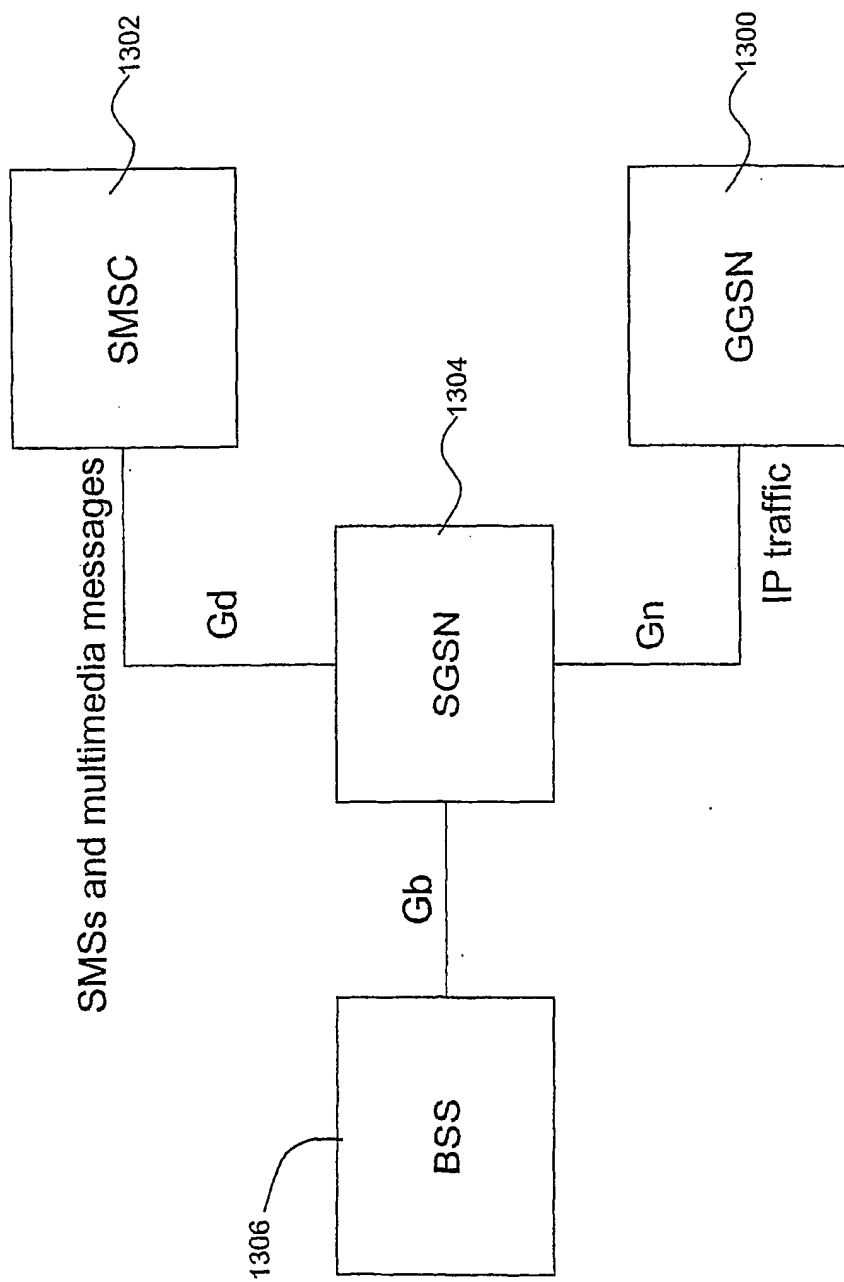 1302
SMSC
SMSs and multimedia messages
Gd
1304
SGSN
Gb
BSS
1306
Gn
IP traffic
GGSN
1300